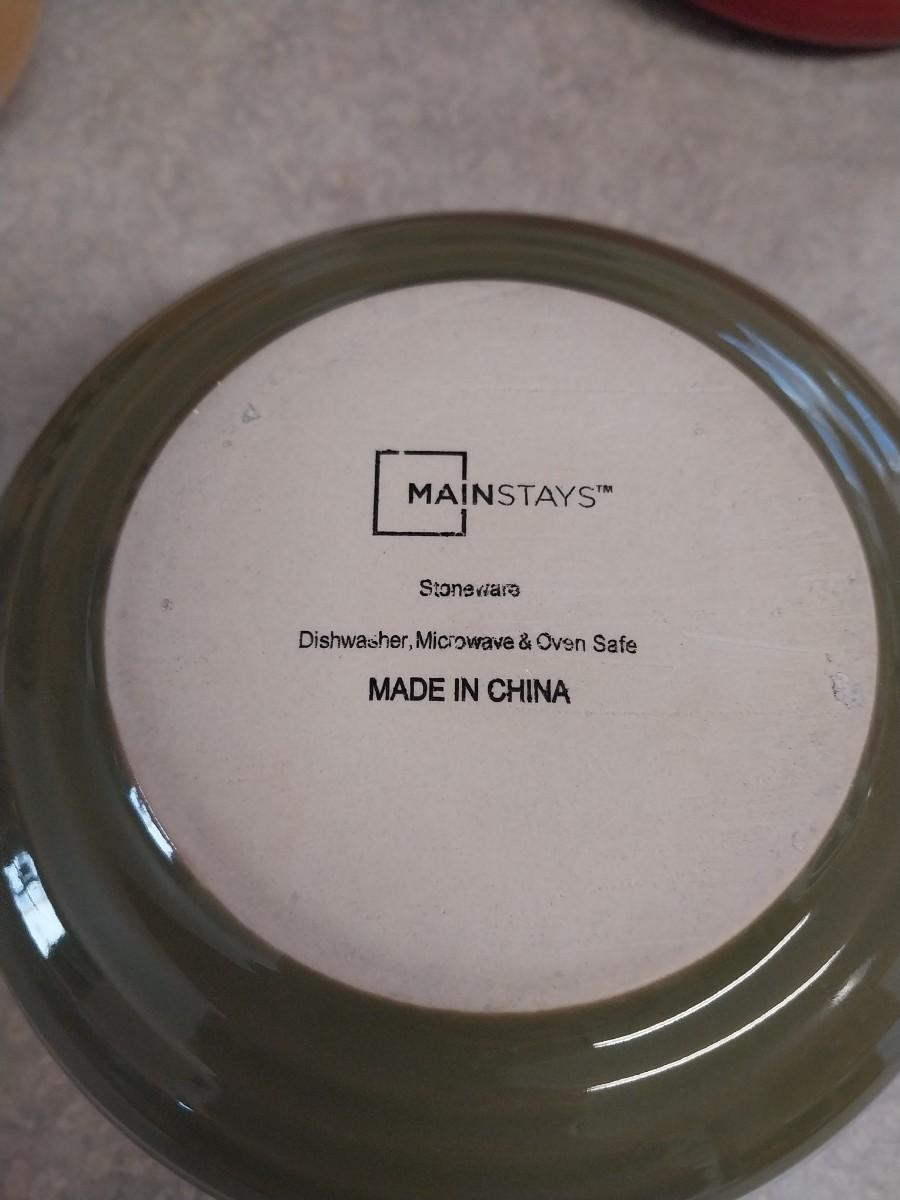 MAINSTAYS™
Stoneware
Dishwasher, Microwave & Oven Safe
MADE IN CHINA